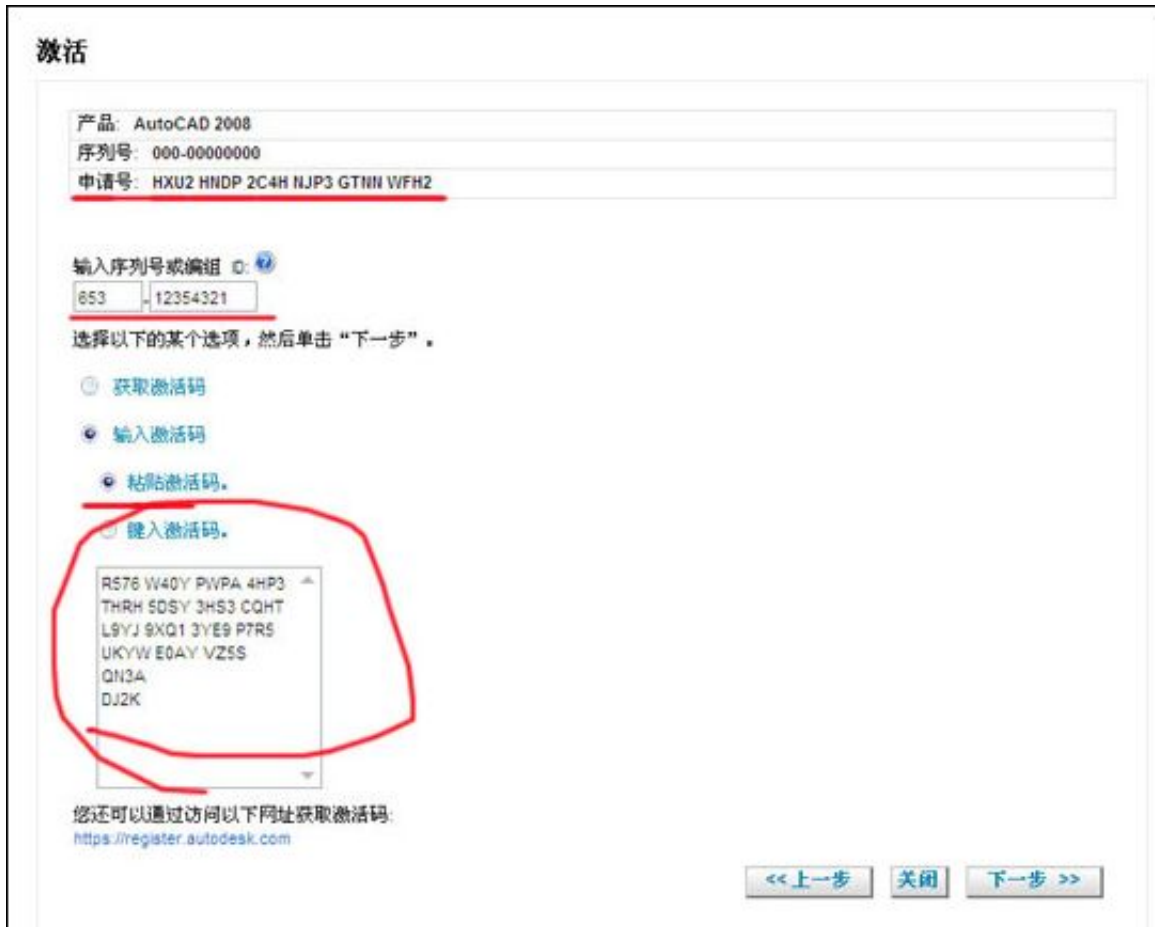 激活
产品: AutoCAD 2008
序列号: 000-00000000
申请号: HXU2 HNDP 2C4H NJP3 GTNN WFH2
输入序列号或编组 ID:
653 - 12354321
选择以下的某个选项，然后单击“下一步”。
获取激活码
输入激活码
粘贴激活码。
键入激活码。
R576 W40Y PWPA 4HP3
THRH 5DSY 3HS3 CQHT
L9YJ 9XQ1 3YE9 P7R5
UKYW E0AY VZ5S
QN3A
DJ2K
您还可以通过访问以下网址获取激活码:
https://register.autodesk.com
<<上一步 关闭 下一步 >>